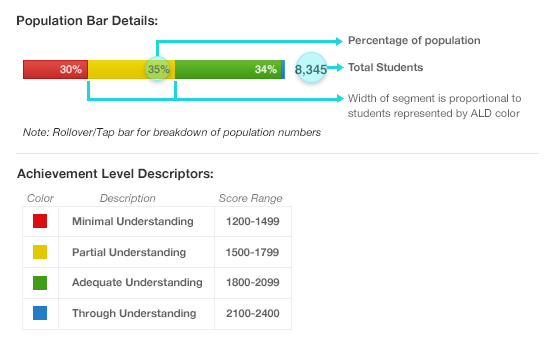 Population Bar Details:
Percentage of population
30% 35% 34% 8,345 Total Students
Width of segment is proportional to
students represented by ALD color
Note: Rollover/Tap bar for breakdown of population numbers
Achievement Level Descriptors:
Color Description Score Range
Minimal Understanding 1200-1499
Partial Understanding 1500-1799
Adequate Understanding 1800-2099
Through Understanding 2100-2400